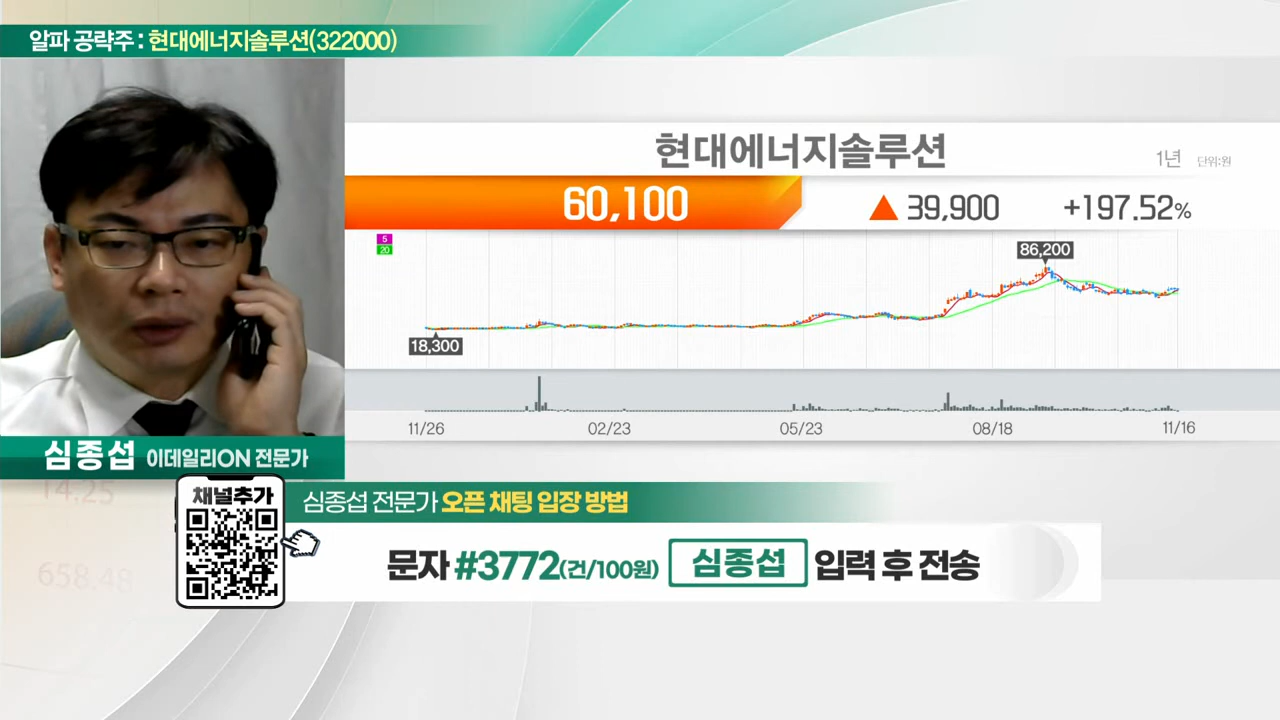 알파 공략주 : 현대에너지솔루션(322000)
현대에너지솔루션
1년 단위:원
60,100 ▲ 39,900 +197.52%
5
20
86,200
18,300
11/26 02/23 05/23 08/18 11/16
심종섭 이데일리ON 전문가
14.25
658.48
채널추가
심종섭 전문가 오픈 채팅 입장 방법
문자 #3772(건/100원) 심종섭 입력 후 전송